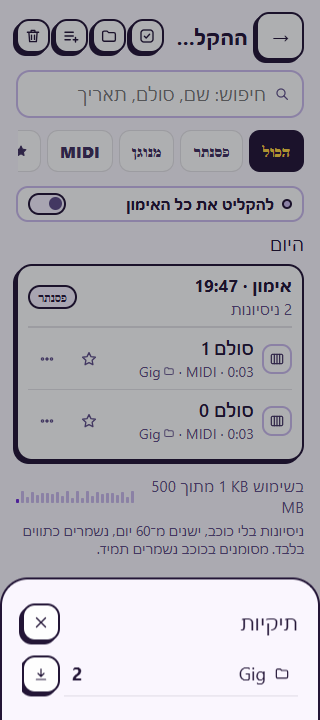 ההקל...
חיפוש: שם, סולם, תאריך
הכול
פסנתר
מנוגן
MIDI
להקליט את כל האימון
היום
אימון · 19:47
פסנתר
2 ניסיונות
סולם 1
0:03 · MIDI · Gig
סולם 0
0:03 · MIDI · Gig
בשימוש 1 KB מתוך 500
MB
ניסיונות בלי כוכב, ישנים מ־60 יום, נשמרים כתווים
בלבד. מסומנים בכוכב נשמרים תמיד.
תיקיות
Gig
2